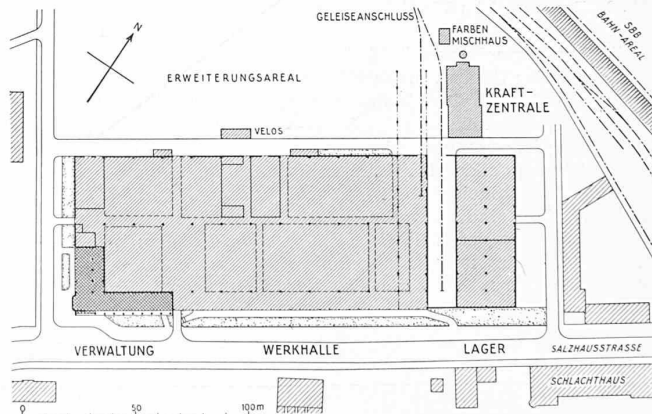 N
GELEISEANSCHLUSS
FARBEN
MISCHHAUS
SBB
BAHN-AREAL
ERWEITERUNGSAREAL
KRAFT-
ZENTRALE
VELOS
VERWALTUNG
WERKHALLE
LAGER
SALZHAUSSTRASSE
SCHLACHTHAUS
0
50
100m